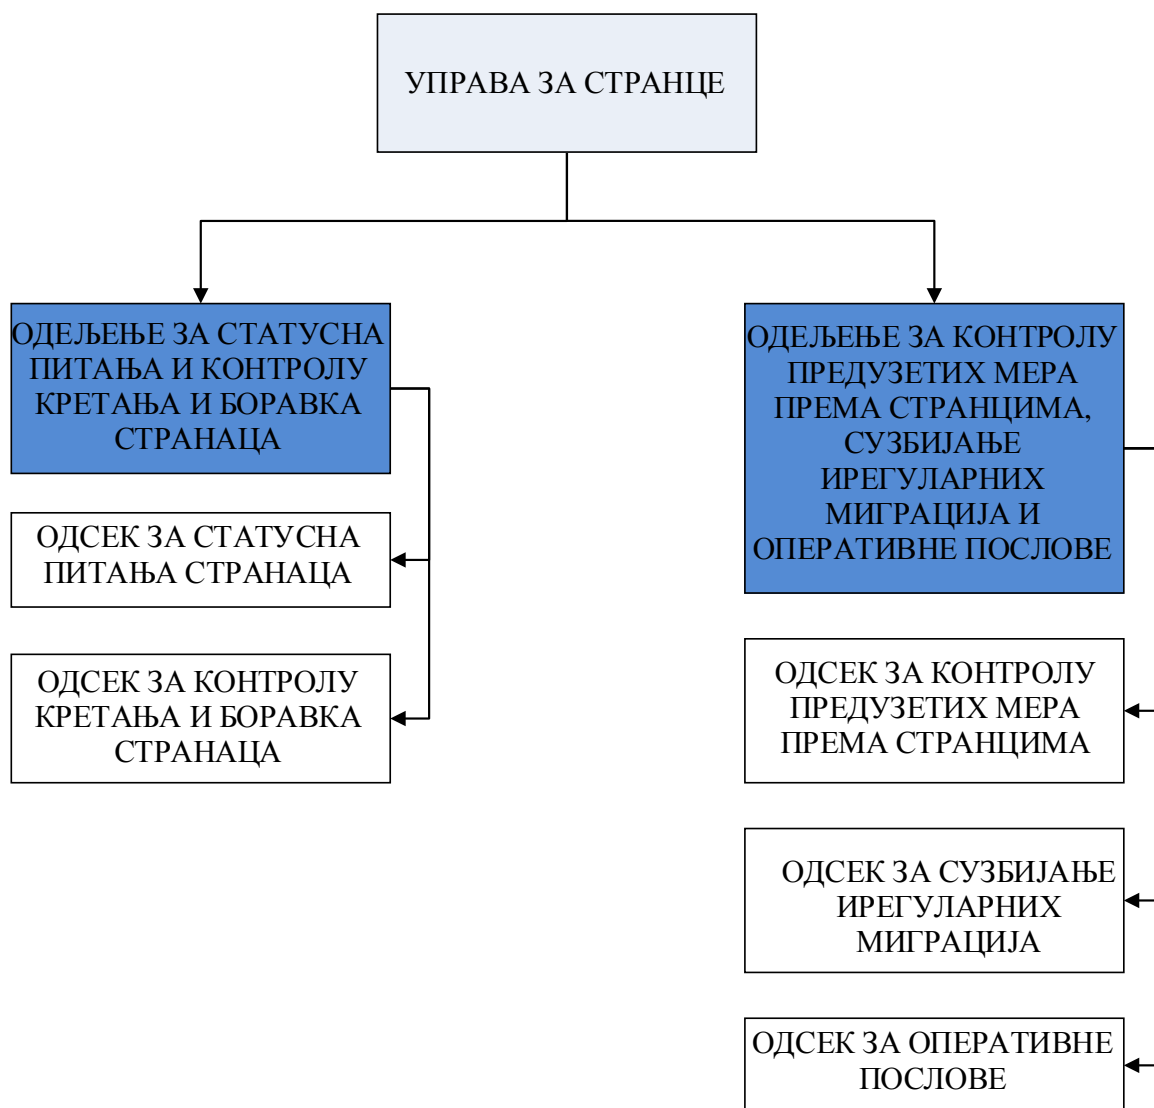 УПРАВА ЗА СТРАНЦЕ
ОДЕЉЕЊЕ ЗА СТАТУСНА
ПИТАЊА И КОНТРОЛУ
КРЕТАЊА И БОРАВКА
СТРАНАЦА
ОДСЕК ЗА СТАТУСНА
ПИТАЊА СТРАНАЦА
ОДСЕК ЗА КОНТРОЛУ
КРЕТАЊА И БОРАВКА
СТРАНАЦА
ОДЕЉЕЊЕ ЗА КОНТРОЛУ
ПРЕДУЗЕТИХ МЕРА
ПРЕМА СТРАНЦИМА,
СУЗБИЈАЊЕ
ИРЕГУЛАРНИХ
МИГРАЦИЈА И
ОПЕРАТИВНЕ ПОСЛОВЕ
ОДСЕК ЗА КОНТРОЛУ
ПРЕДУЗЕТИХ МЕРА
ПРЕМА СТРАНЦИМА
ОДСЕК ЗА СУЗБИЈАЊЕ
ИРЕГУЛАРНИХ
МИГРАЦИЈА
ОДСЕК ЗА ОПЕРАТИВНЕ
ПОСЛОВЕ